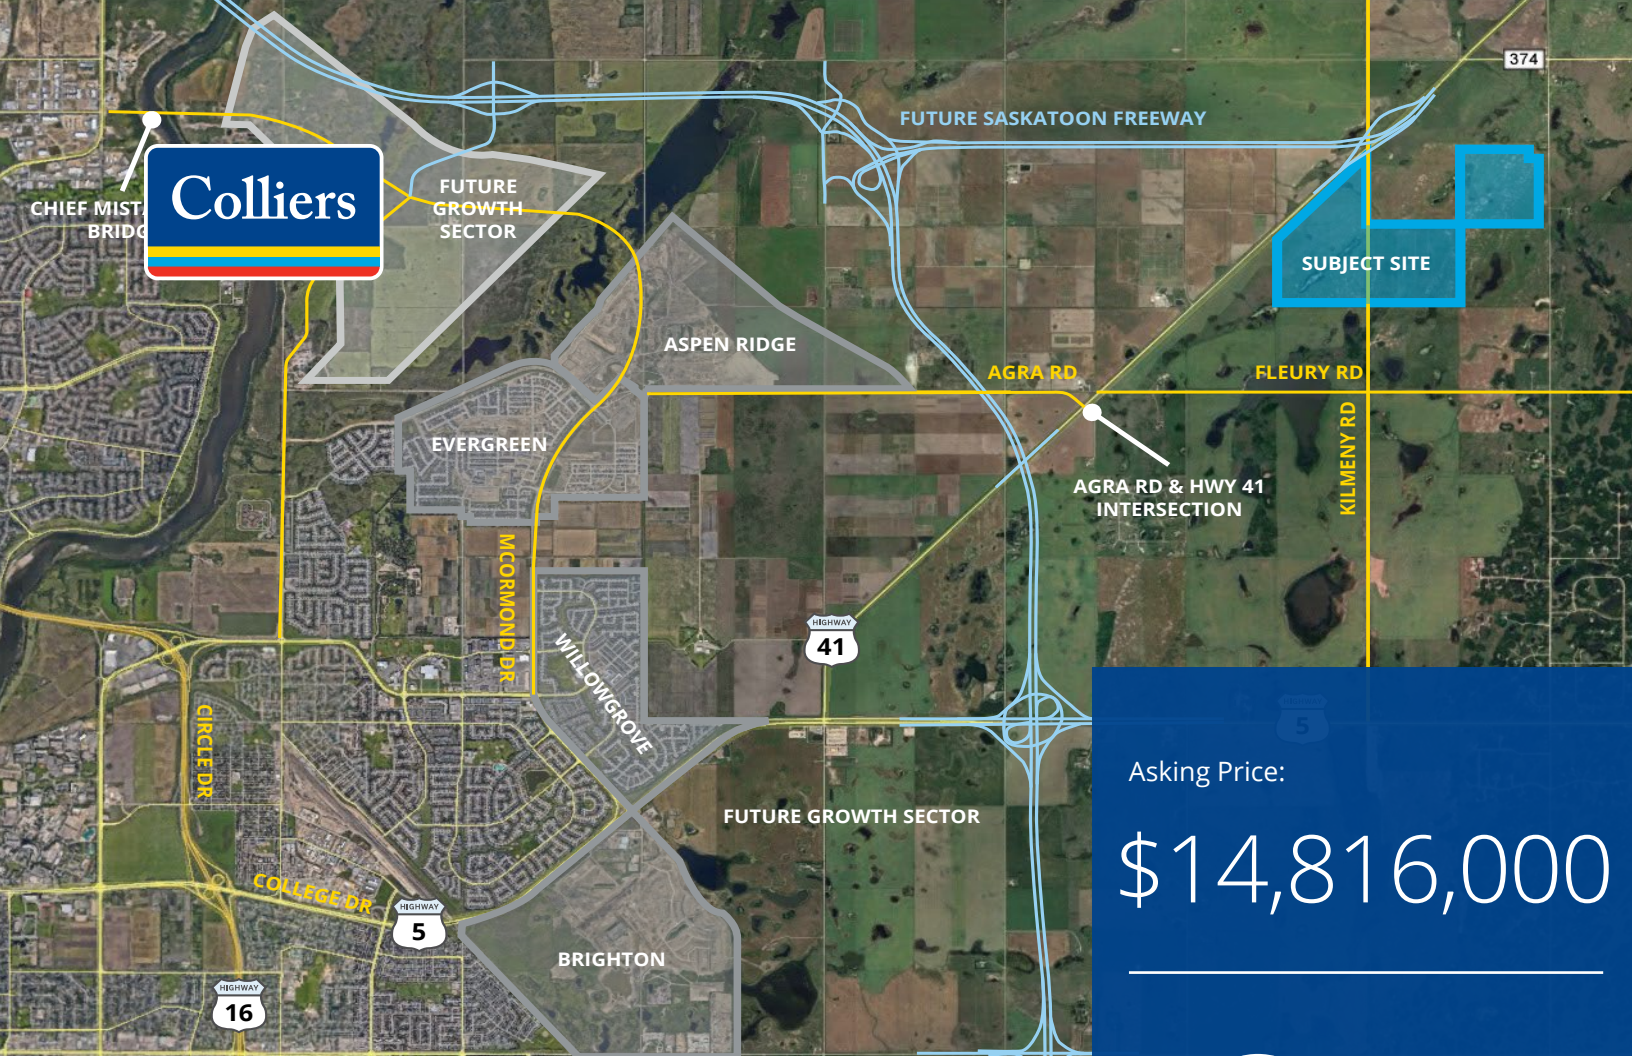 374
FUTURE SASKATOON FREEWAY
Colliers
FUTURE
GROWTH
SECTOR
CHIEF
SUBJECT SITE
ASPEN RIDGE
AGRA RD
FLEURY RD
KILMENY RD
EVERGREEN
AGRA RD & HWY 41
INTERSECTION
MCORMOND DR
WILLOWGROVE
HIGHWAY
41
CIRCLE DR
5
Asking Price:
$14,816,000
FUTURE GROWTH SECTOR
COLLEGE DR
HIGHWAY
5
BRIGHTON
HIGHWAY
16